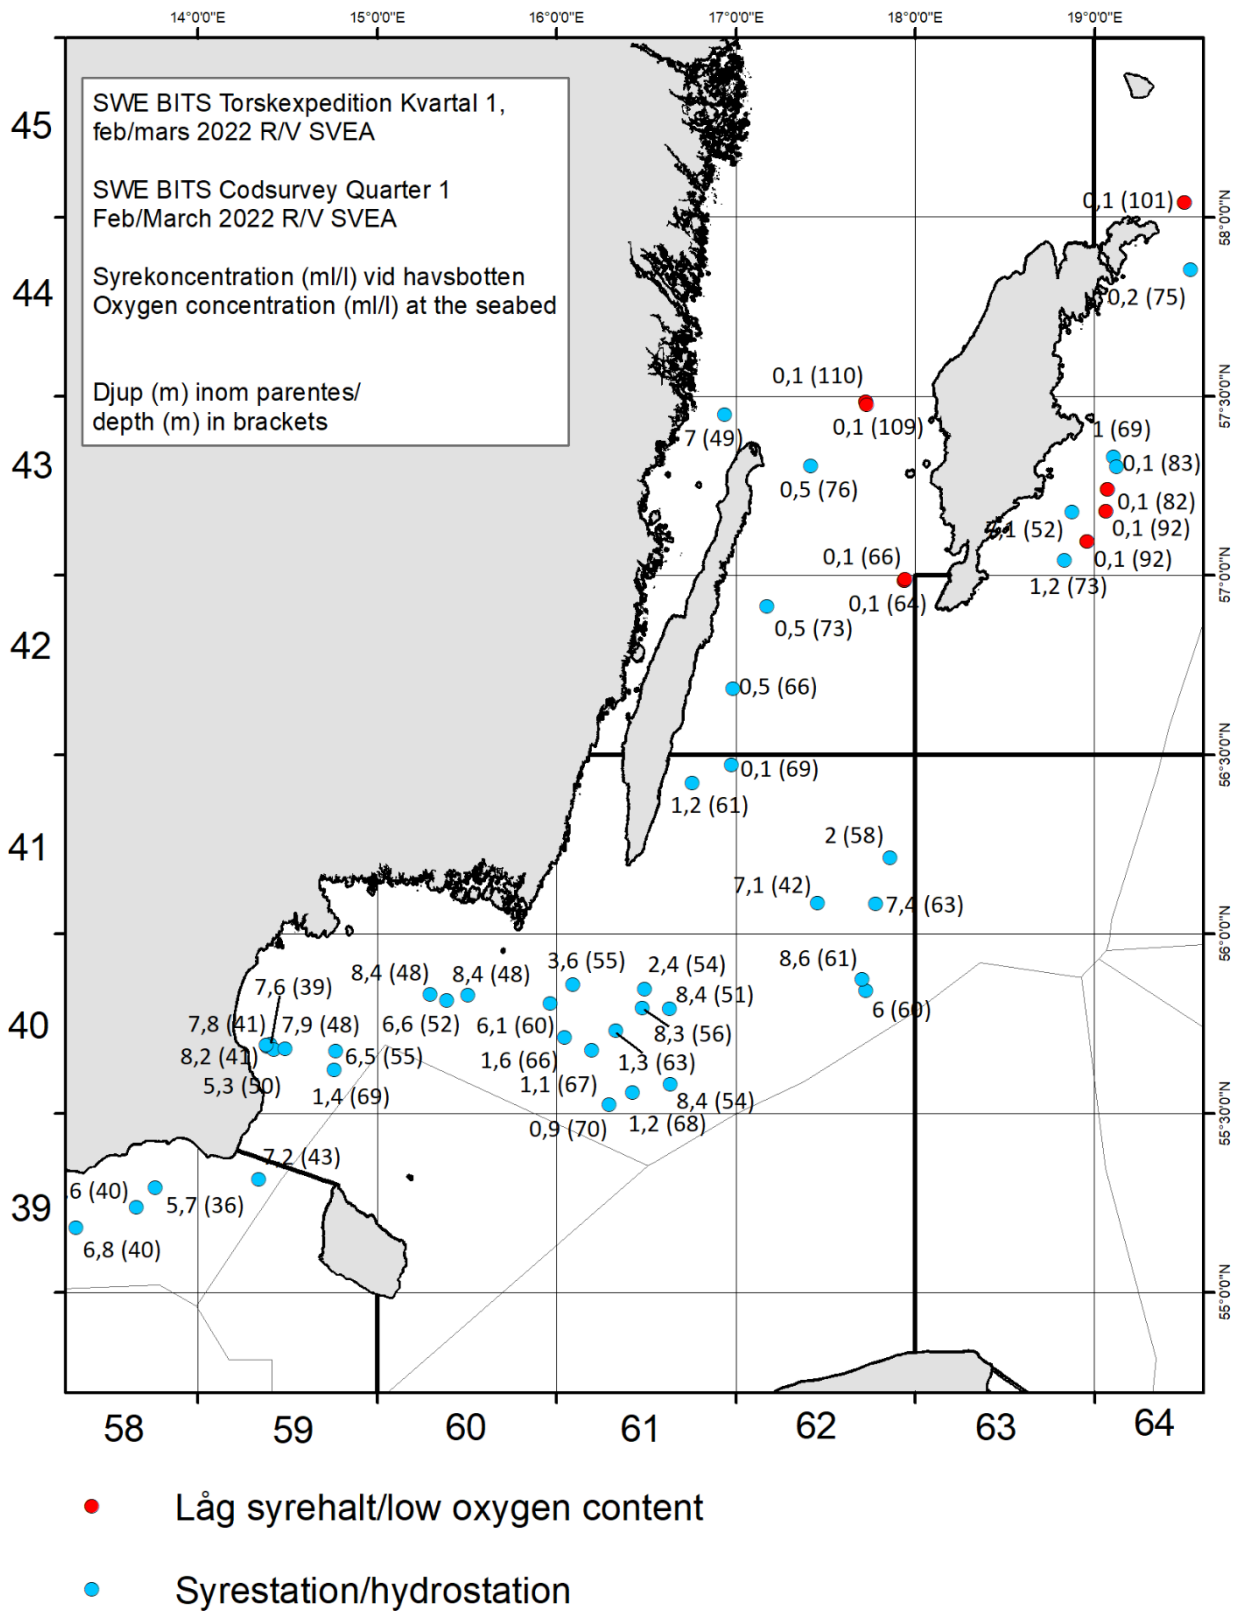 14°0'0"E 15°0'0"E 16°0'0"E 17°0'0"E 18°0'0"E 19°0'0"E
SWE BITS Torskexpedition Kvartal 1,
feb/mars 2022 R/V SVEA
SWE BITS Codsurvey Quarter 1
Feb/March 2022 R/V SVEA
Syrekoncentration (ml/l) vid havsbotten
Oxygen concentration (ml/l) at the seabed
Djup (m) inom parentes/
depth (m) in brackets
45
44
43
42
41
40
39
58°0'0"N
57°30'0"N
57°0'0"N
56°30'0"N
56°0'0"N
55°30'0"N
55°0'0"N
0,1 (101)
0,2 (75)
0,1 (110)
0,1 (109)
7 (49)
1 (69)
0,1 (83)
0,5 (76)
0,1 (82)
,1 (52)
0,1 (92)
0,1 (92)
0,1 (66)
1,2 (73)
0,1 (64)
0,5 (73)
0,5 (66)
0,1 (69)
1,2 (61)
2 (58)
7,1 (42)
7,4 (63)
8,6 (61)
6 (60)
3,6 (55)
2,4 (54)
8,4 (48)
8,4 (48)
7,6 (39)
8,4 (51)
7,8 (41)
7,9 (48)
6,6 (52)
6,1 (60)
8,3 (56)
8,2 (41)
6,5 (55)
1,6 (66)
1,3 (63)
5,3 (50)
1,4 (69)
1,1 (67)
8,4 (54)
0,9 (70)
1,2 (68)
7,2 (43)
,6 (40)
5,7 (36)
6,8 (40)
58 59 60 61 62 63 64
Låg syrehalt/low oxygen content
Syrestation/hydrostation